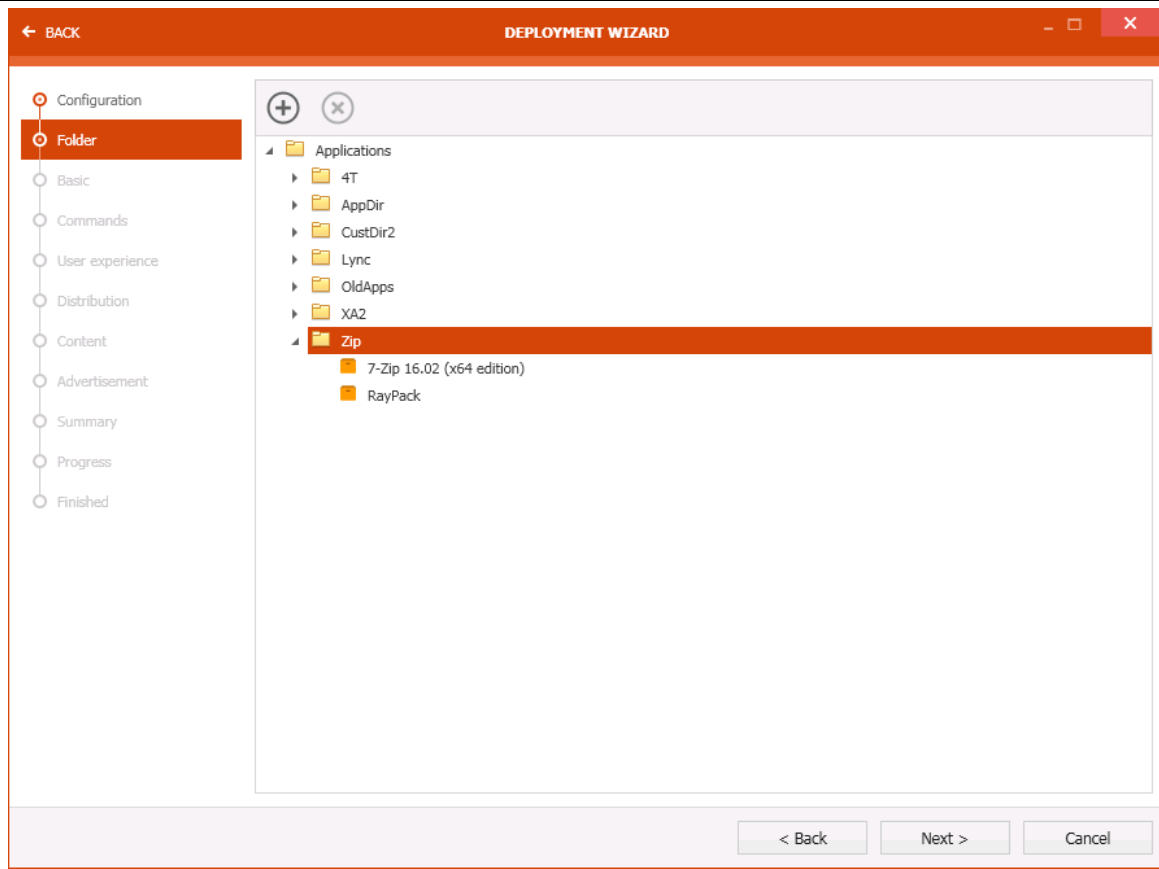 BACK
DEPLOYMENT WIZARD
Configuration
Folder
Basic
Commands
User experience
Distribution
Content
Advertisement
Summary
Progress
Finished
Applications
4T
AppDir
CustDir2
Lync
OldApps
XA2
Zip
7-Zip 16.02 (x64 edition)
RayPack
< Back
Next >
Cancel